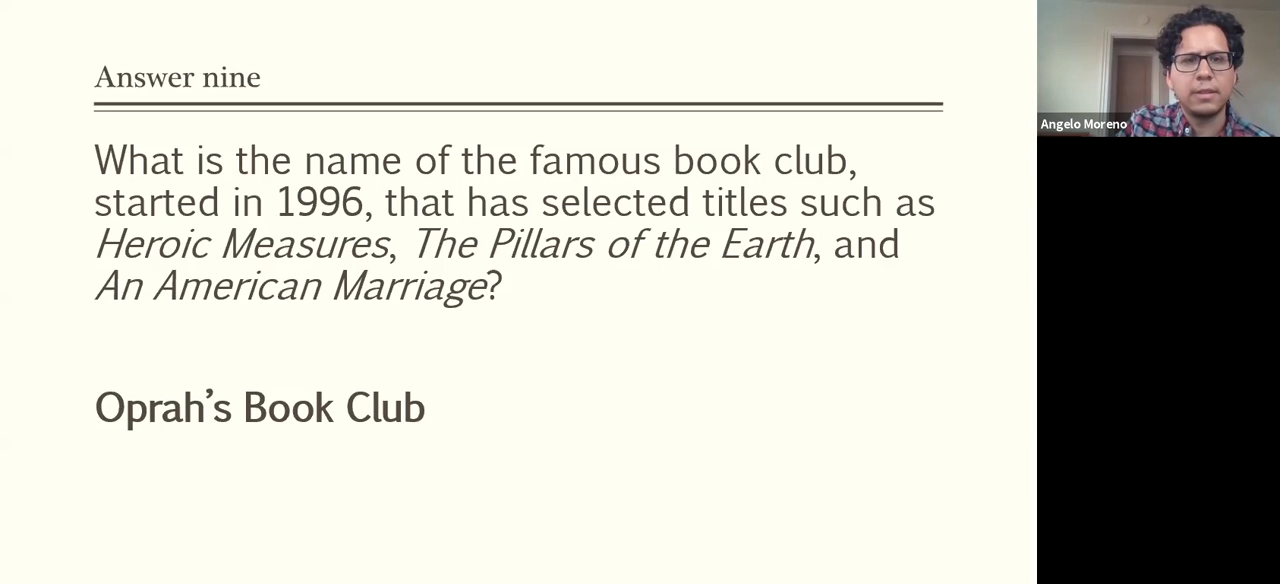 Answer nine
What is the name of the famous book club,
started in 1996, that has selected titles such as
Heroic Measures, The Pillars of the Earth, and
An American Marriage?
Oprah’s Book Club
Angelo Moreno